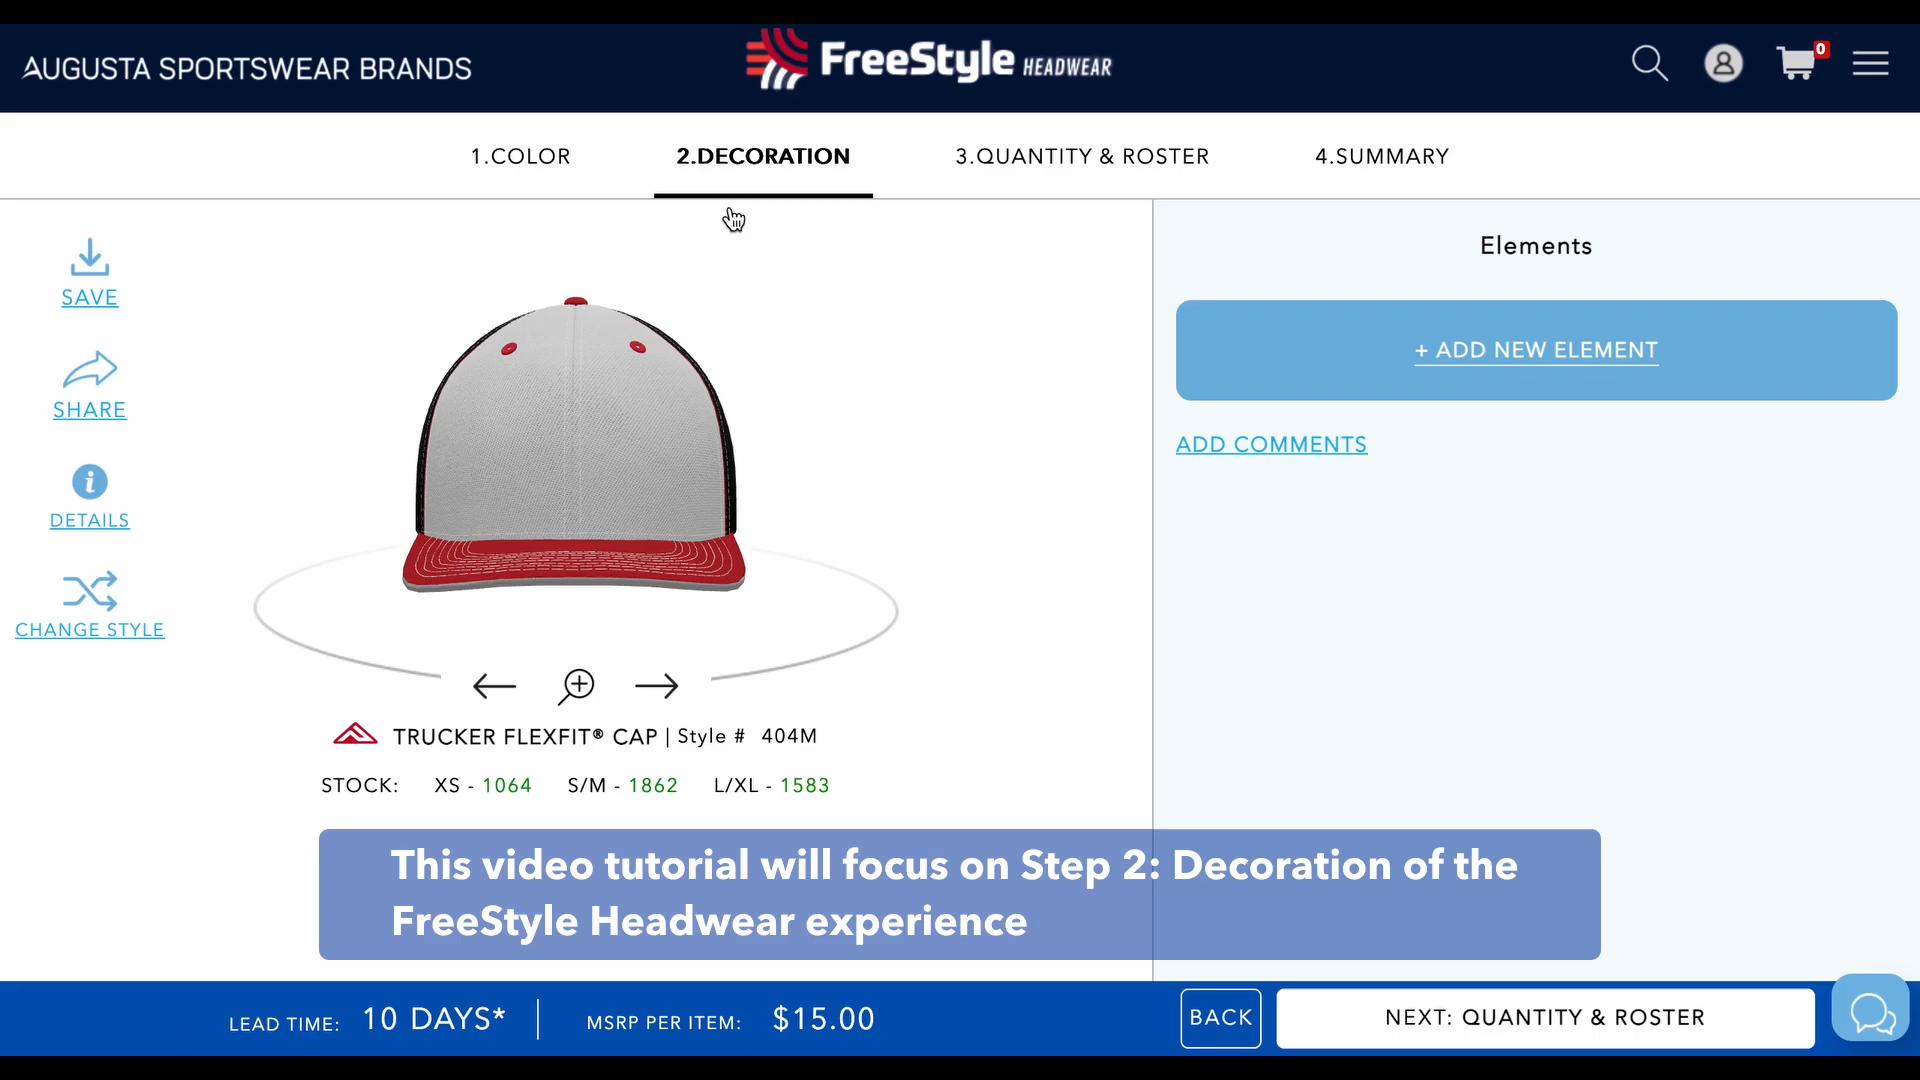 AUGUSTA SPORTSWEAR BRANDS
FreeStyle HEADWEAR
0
1.COLOR
2.DECORATION
3.QUANTITY & ROSTER
4.SUMMARY
SAVE
SHARE
DETAILS
CHANGE STYLE
Elements
+ ADD NEW ELEMENT
ADD COMMENTS
TRUCKER FLEXFIT® CAP | Style # 404M
STOCK: XS - 1064 S/M - 1862 L/XL - 1583
This video tutorial will focus on Step 2: Decoration of the
FreeStyle Headwear experience
LEAD TIME: 10 DAYS*
MSRP PER ITEM: $15.00
BACK
NEXT: QUANTITY & ROSTER